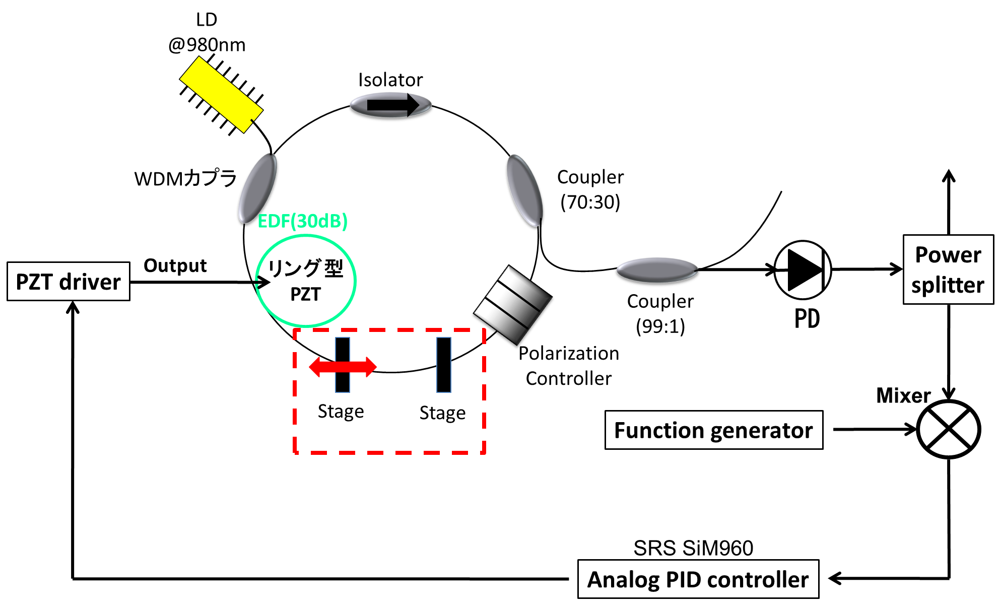 LD
@980nm
Isolator
WDMカプラ
Coupler
(70:30)
EDF(30dB)
リング型
PZT
PZT driver
Output
Coupler
(99:1)
PD
Power
splitter
Polarization
Controller
Stage
Stage
Mixer
Function generator
SRS SiM960
Analog PID controller